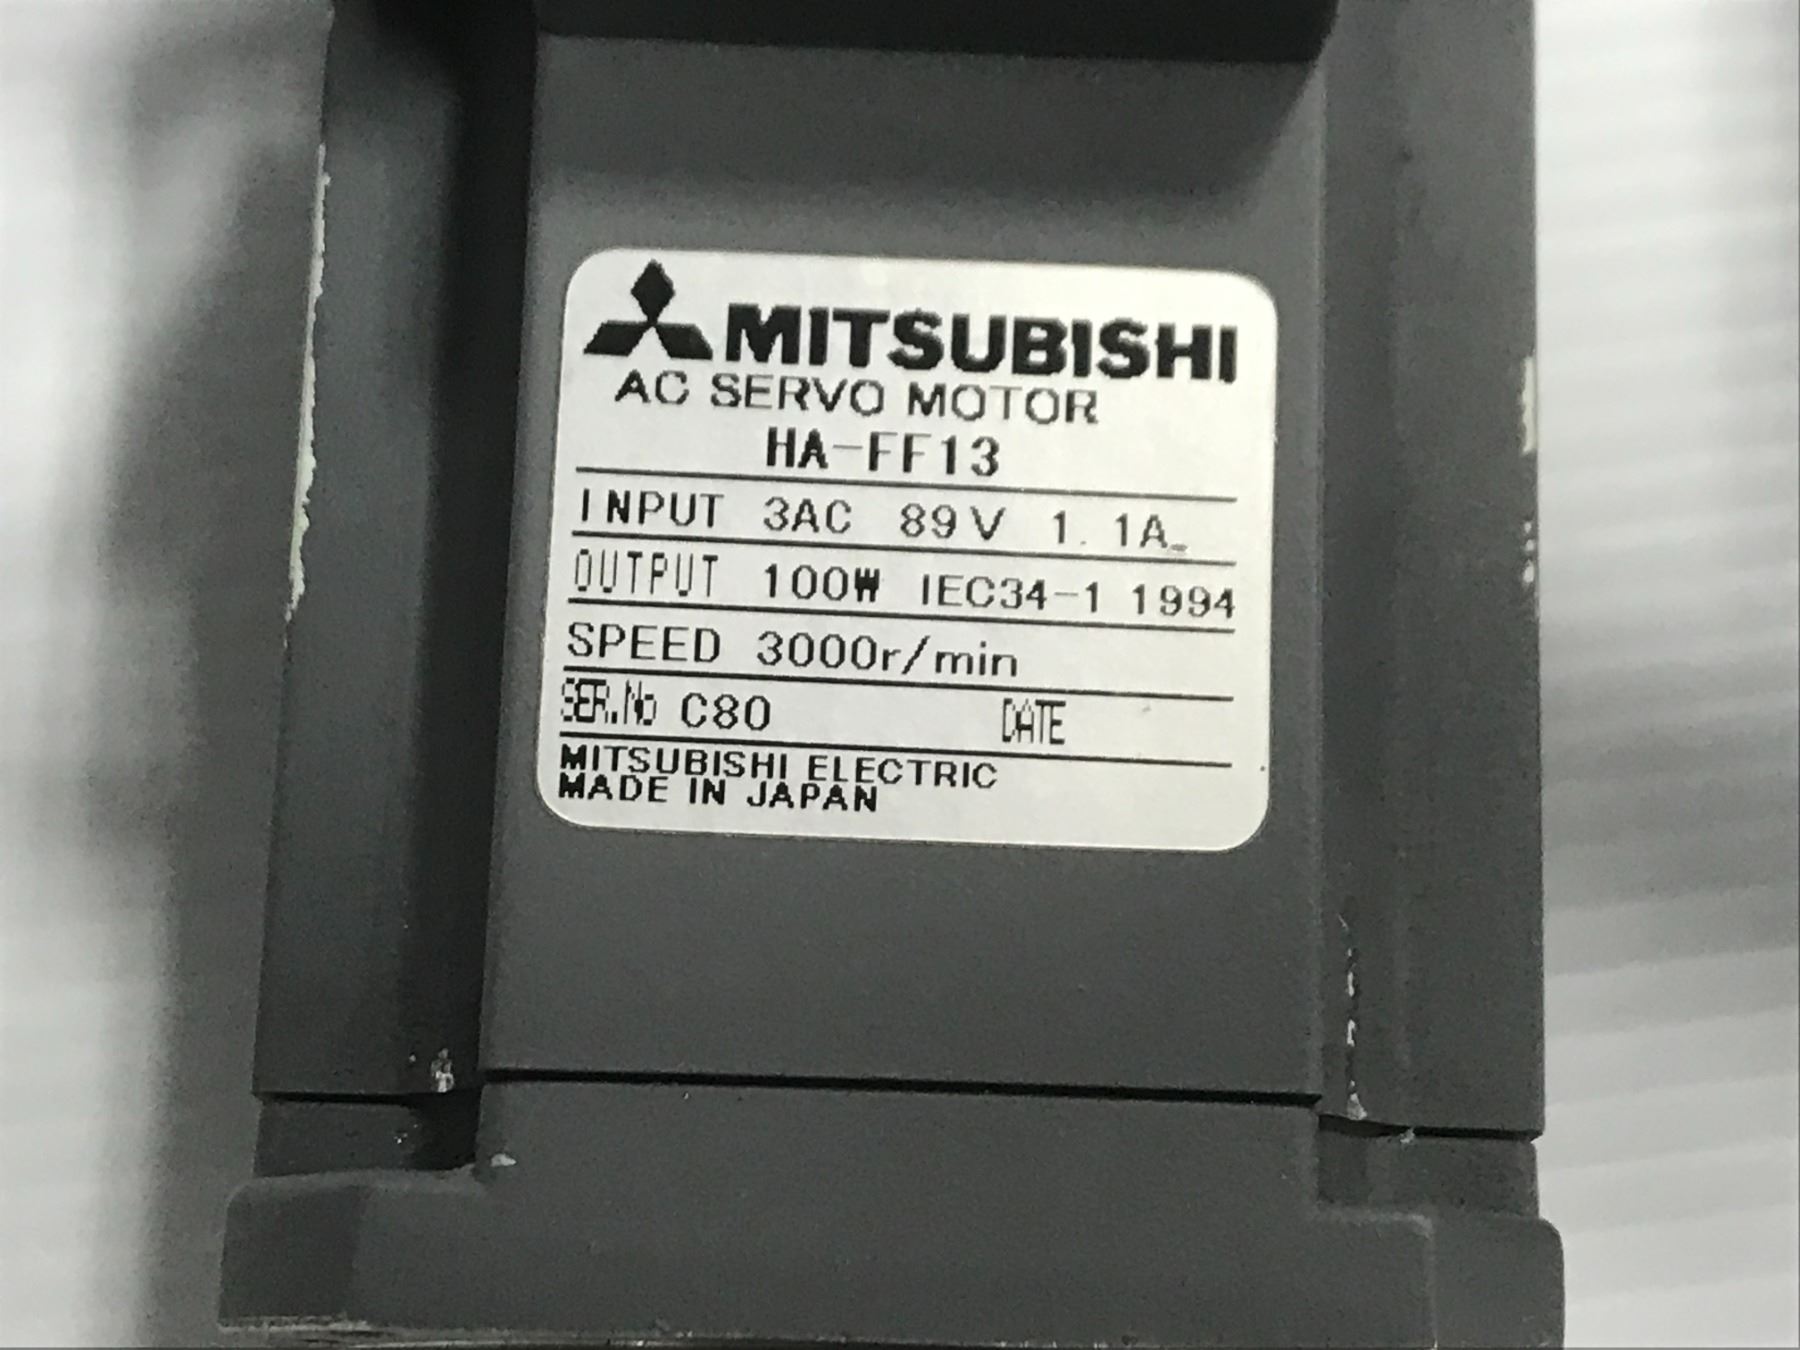 MITSUBISHI
AC SERVO MOTOR
HA-FF13
INPUT 3AC 89V 1.1A
OUTPUT 100W IEC34-1 1994
SPEED 3000r/min
SER.No C80 DATE
MITSUBISHI ELECTRIC
MADE IN JAPAN